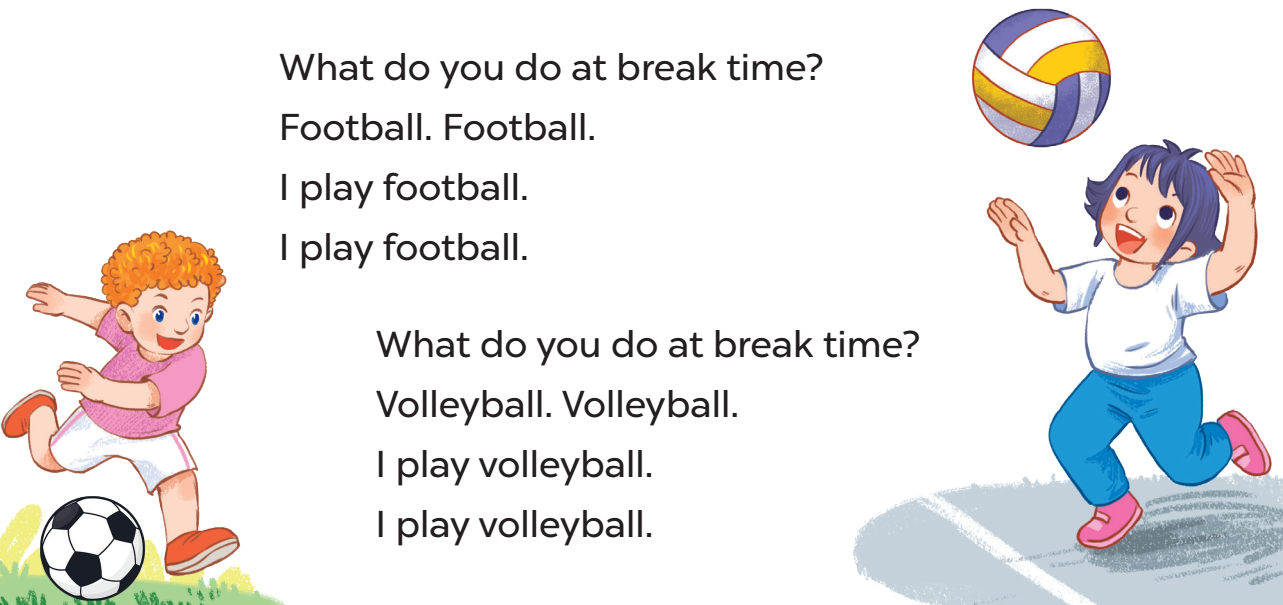 What do you do at break time?
Football. Football.
I play football.
I play football.
What do you do at break time?
Volleyball. Volleyball.
I play volleyball.
I play volleyball.